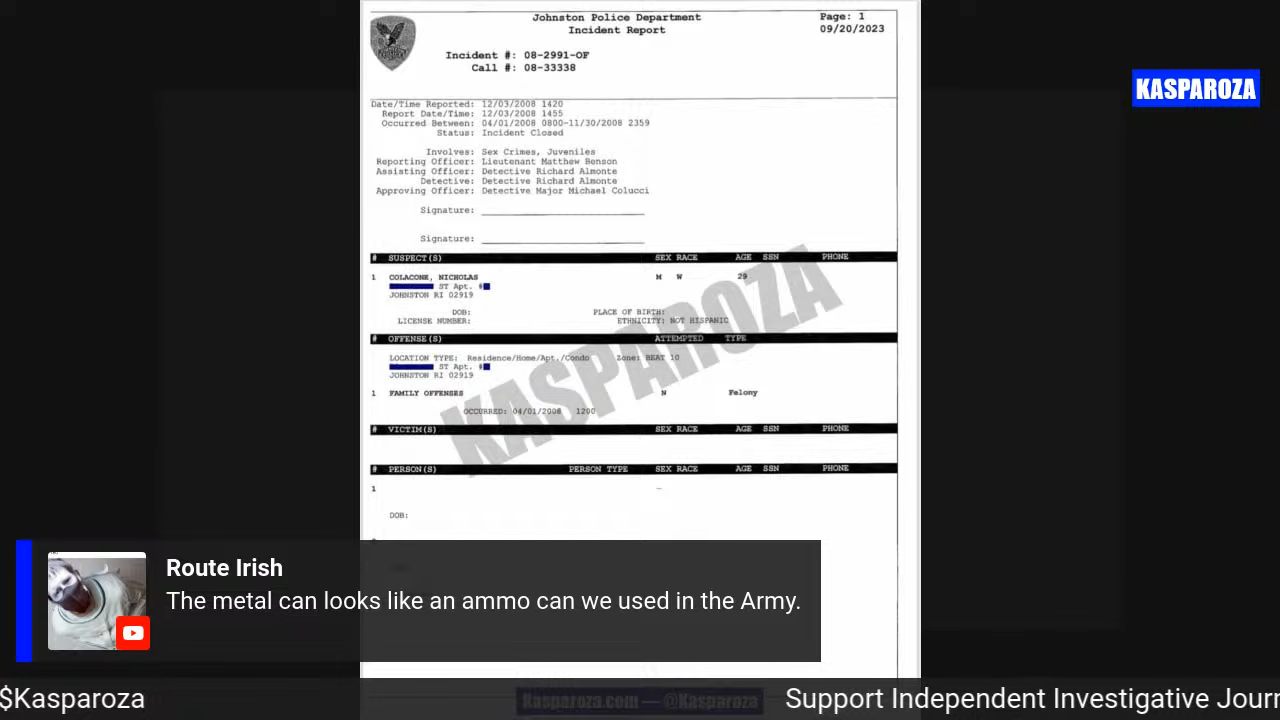 Johnston Police Department
Incident Report
Page: 1
09/20/2023
Incident #: 08-2991-OF
Call #: 08-33338
KASPAROZA
Date/Time Reported: 12/03/2008 1420
Report Date/Time: 12/03/2008 1455
Occurred Between: 04/01/2008 0800-11/30/2008 2359
Status: Incident Closed
Involves: Sex Crimes, Juveniles
Reporting Officer: Lieutenant Matthew Benson
Assisting Officer: Detective Richard Almonte
Detective: Detective Richard Almonte
Approving Officer: Detective Major Michael Colucci
Signature:
Signature:
# SUSPECT(S) SEX RACE AGE SSN PHONE
1 COLACONE, NICHOLAS M W 29
ST Apt. #
JOHNSTON RI 02919
DOB: PLACE OF BIRTH:
LICENSE NUMBER: ETHNICITY: NOT HISPANIC
# OFFENSE(S) ATTEMPTED TYPE
LOCATION TYPE: Residence/Home/Apt./Condo Zone: BEAT 10
ST Apt. #
JOHNSTON RI 02919
1 FAMILY OFFENSES N Felony
OCCURRED: 04/01/2008 1200
# VICTIM(S) SEX RACE AGE SSN PHONE
# PERSON(S) PERSON TYPE SEX RACE AGE SSN PHONE
1
DOB:
KASPAROZA
Route Irish
The metal can looks like an ammo can we used in the Army.
Kasparoza.com — @Kasparoza
$Kasparoza
Support Independent Investigative Jour